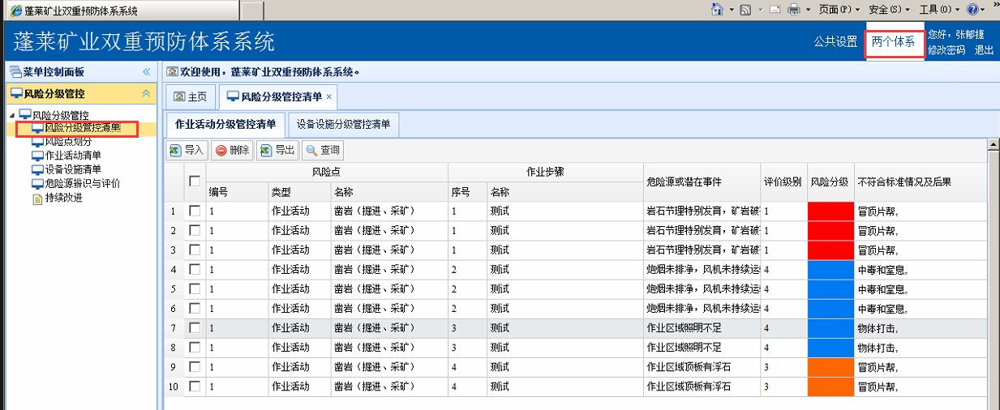 蓬莱矿业双重预防体系系统
页面(P) 安全(S) 工具(O)
蓬莱矿业双重预防体系系统
公共设置 两个体系 您好，张郁捷
修改密码 退出
菜单控制面板
欢迎使用，蓬莱矿业双重预防体系系统。
风险分级管控
主页 风险分级管控清单 ×
风险分级管控
风险分级管控清单
风险点划分
作业活动清单
设备设施清单
危险源辨识与评价
持续改进
作业活动分级管控清单 设备设施分级管控清单
导入 删除 导出 查询
风险点 作业步骤 危险源或潜在事件 评价级别 风险分级 不符合标准情况及后果
编号 类型 名称 序号 名称
1 1 作业活动 凿岩（掘进、采矿） 1 测试 岩石节理特别发育，矿岩破 1 冒顶片帮,
2 1 作业活动 凿岩（掘进、采矿） 1 测试 岩石节理特别发育，矿岩破 1 冒顶片帮,
3 1 作业活动 凿岩（掘进、采矿） 1 测试 岩石节理特别发育，矿岩破 1 冒顶片帮,
4 1 作业活动 凿岩（掘进、采矿） 2 测试 炮烟未排净，风机未持续运 4 中毒和窒息,
5 1 作业活动 凿岩（掘进、采矿） 2 测试 炮烟未排净，风机未持续运 4 中毒和窒息,
6 1 作业活动 凿岩（掘进、采矿） 2 测试 炮烟未排净，风机未持续运 4 中毒和窒息,
7 1 作业活动 凿岩（掘进、采矿） 3 测试 作业区域照明不足 4 物体打击,
8 1 作业活动 凿岩（掘进、采矿） 3 测试 作业区域照明不足 4 物体打击,
9 1 作业活动 凿岩（掘进、采矿） 4 测试 作业区域顶板有浮石 3 冒顶片帮,
10 1 作业活动 凿岩（掘进、采矿） 4 测试 作业区域顶板有浮石 3 冒顶片帮,